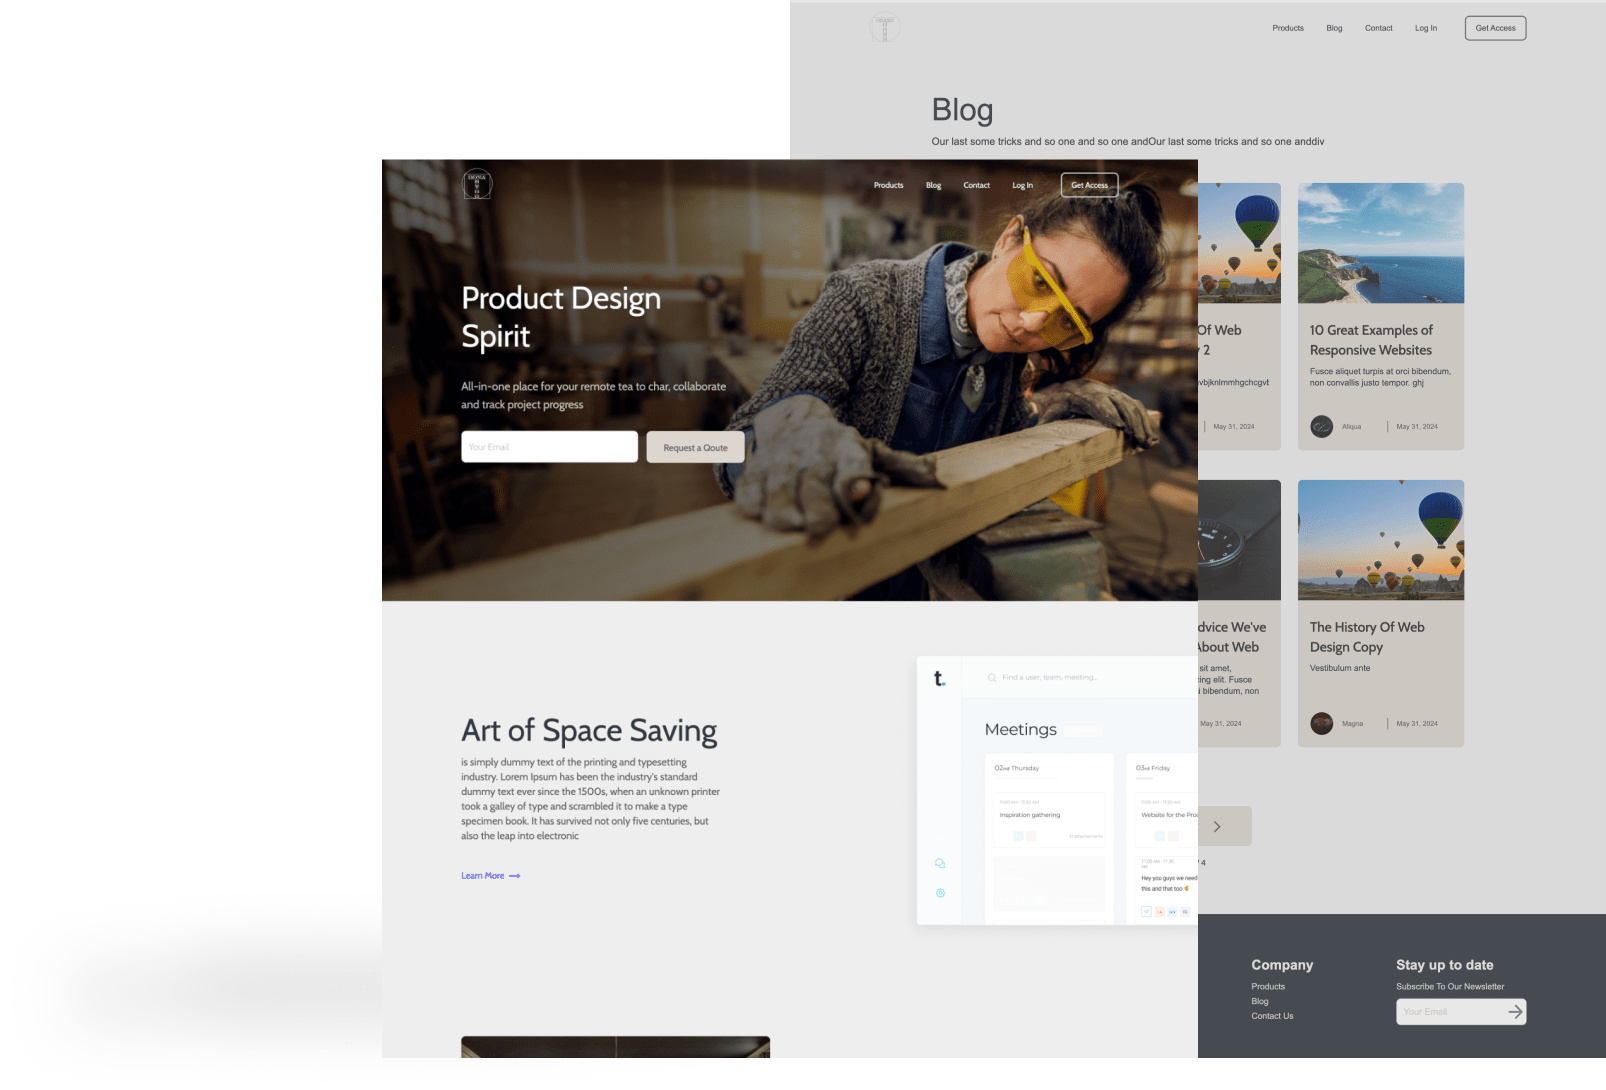 Products Blog Contact Log In Get Access
Blog
Our last some tricks and so one and so one andOur last some tricks and so one anddiv
Products Blog Contact Log In Get Access
Product Design
Spirit
All-in-one place for your remote tea to char, collaborate
and track project progress
Your Email Request a Qoute
Art of Space Saving
is simply dummy text of the printing and typesetting
industry. Lorem Ipsum has been the industry's standard
dummy text ever since the 1500s, when an unknown printer
took a galley of type and scrambled it to make a type
specimen book. It has survived not only five centuries, but
also the leap into electronic
Learn More
t.
Find a user, team, meeting...
Meetings
02nd Thursday
Inspiration gathering
03rd Friday
Website for the Pro
11:00 AM - 11:30
AM
Hey you guys we need
this and that too
Of Web
2
vbjknlmmhgchcgvt
May 31, 2024
10 Great Examples of
Responsive Websites
Fusce aliquet turpis at orci bibendum,
non convallis justo tempor. ghj
Aliqua May 31, 2024
dvice We've
About Web
sit amet,
cing elit. Fusce
i bibendum, non
May 31, 2024
The History Of Web
Design Copy
Vestibulum ante
Magna May 31, 2024
/ 4
Company
Products
Blog
Contact Us
Stay up to date
Subscribe To Our Newsletter
Your Email